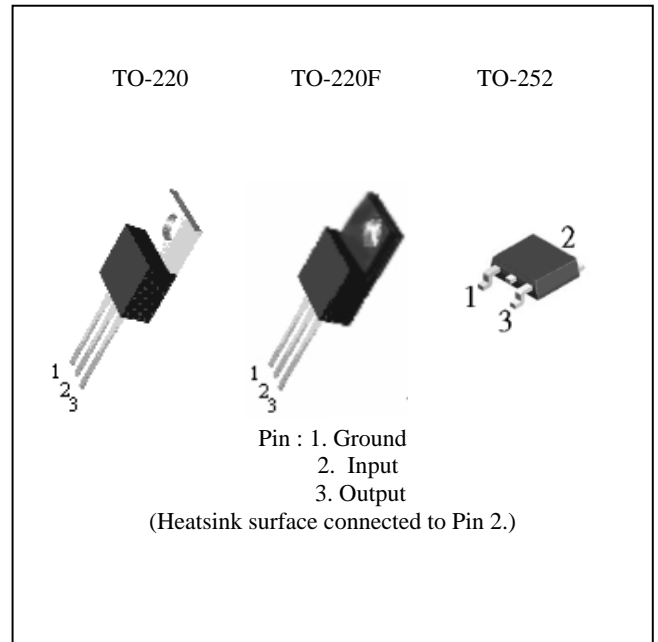 TO-220 TO-220F TO-252
2
1
3
1
2
3
1
2
3
Pin : 1. Ground
2. Input
3. Output
(Heatsink surface connected to Pin 2.)